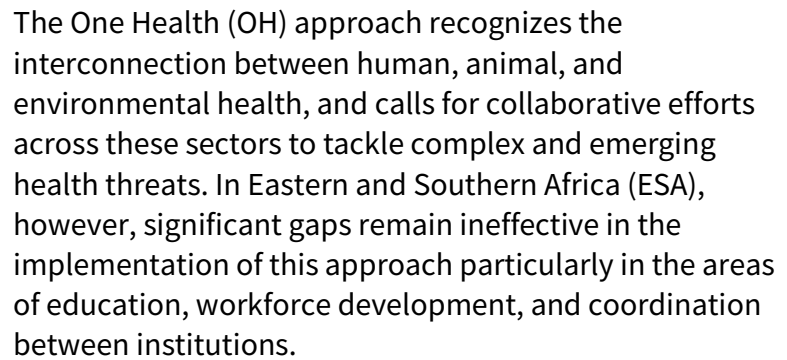 The One Health (OH) approach recognizes the
interconnection between human, animal, and
environmental health, and calls for collaborative efforts
across these sectors to tackle complex and emerging
health threats. In Eastern and Southern Africa (ESA),
however, significant gaps remain ineffective in the
implementation of this approach particularly in the areas
of education, workforce development, and coordination
between institutions.